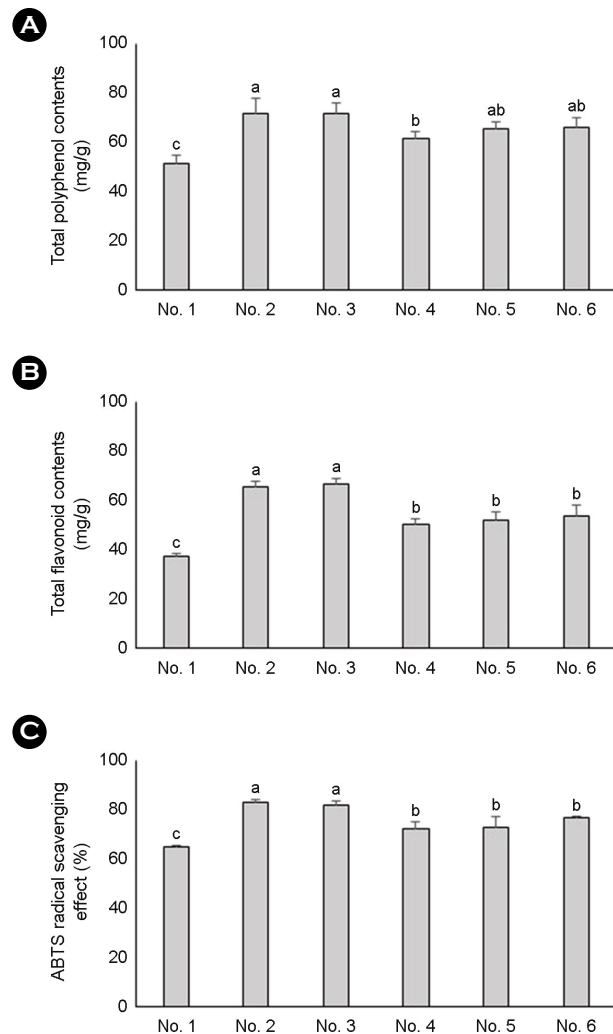 A
Total polyphenol contents
(mg/g)
100
80
60
40
20
0
c
a
a
b
ab
ab
No. 1
No. 2
No. 3
No. 4
No. 5
No. 6
B
Total flavonoid contents
(mg/g)
100
80
60
40
20
0
c
a
a
b
b
b
No. 1
No. 2
No. 3
No. 4
No. 5
No. 6
C
ABTS radical scavenging
effect (%)
100
80
60
40
20
0
c
a
a
b
b
b
No. 1
No. 2
No. 3
No. 4
No. 5
No. 6